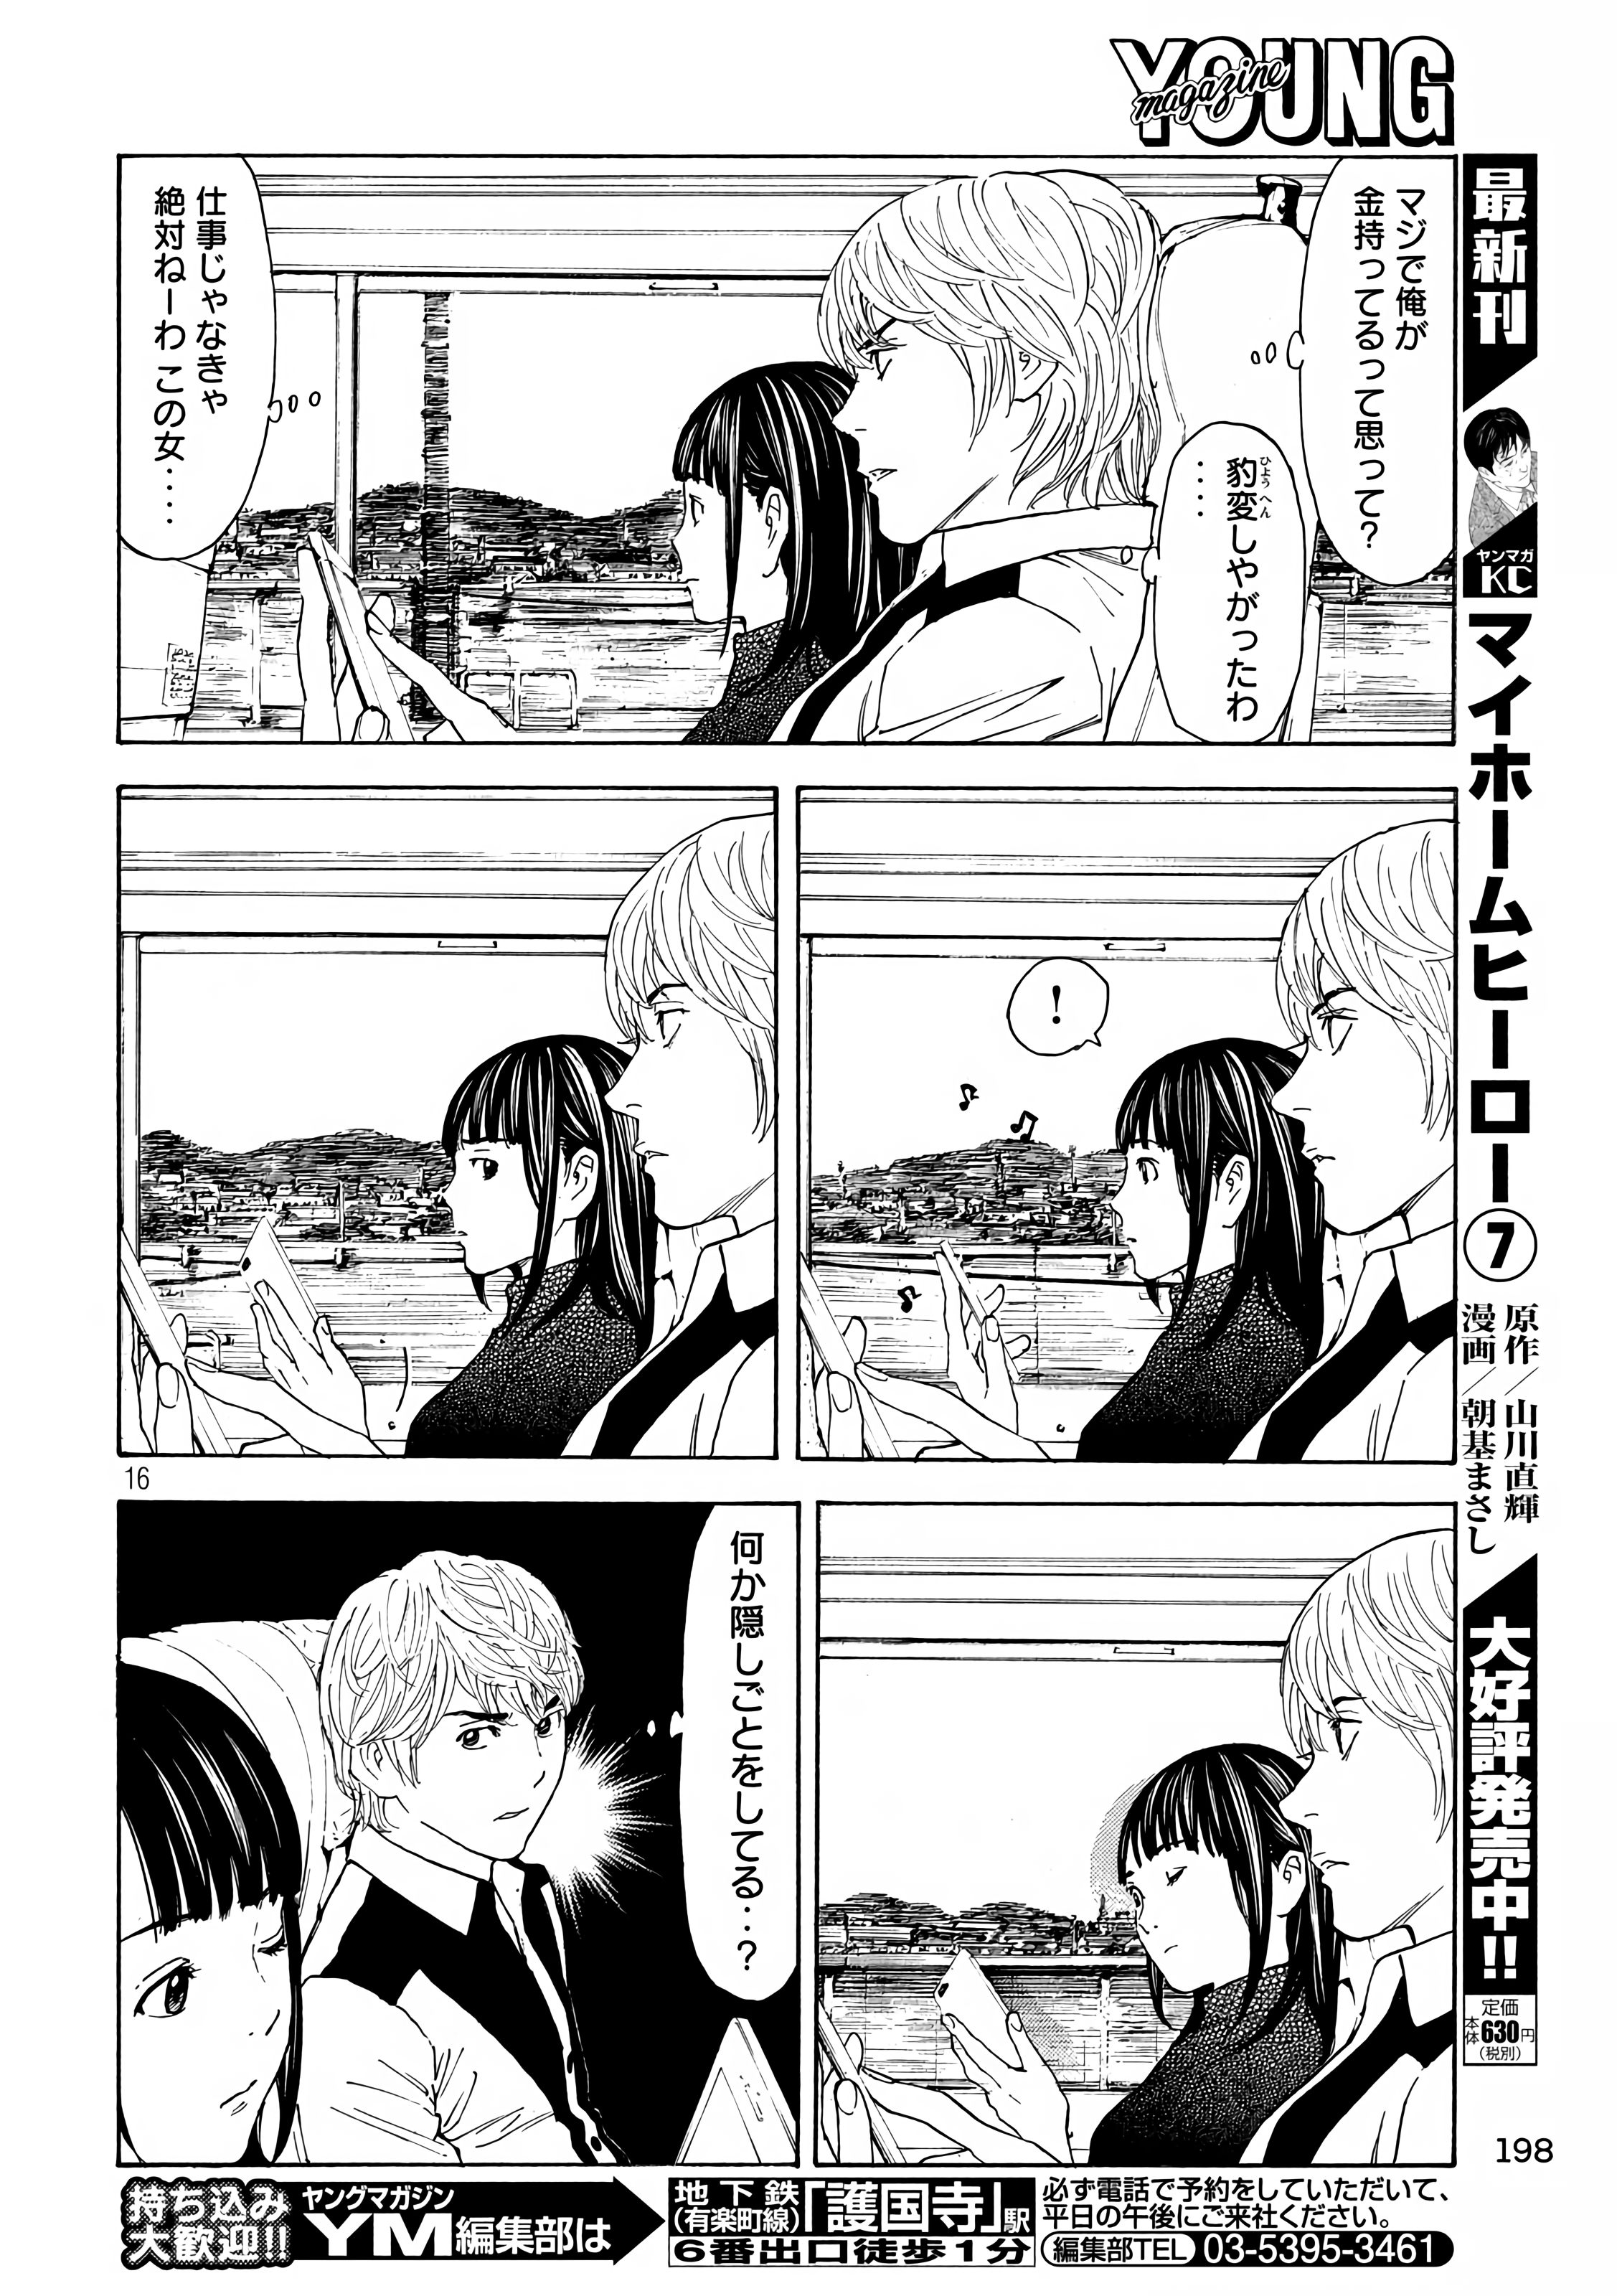 YOUNG
magazine
マジで俺が
金持ってるって思って?
豹変しやがったわ
ひょうへん
‥‥
仕事じゃなきゃ
絶対ねーわ この女‥‥
!
何か隠しごとをしてる‥?
16
最新刊
ヤンマガ
KC
マイホームヒーロー⑦
原作/山川直輝
漫画/朝基まさし
大好評発売中!!
定価
本体630円
(税別)
198
持ち込み
大歓迎!!
ヤングマガジン
YM編集部は
地下鉄
(有楽町線)
「護国寺」駅
6番出口徒歩1分
必ず電話で予約をしていただいて、
平日の午後にご来社ください。
編集部TEL 03-5395-3461